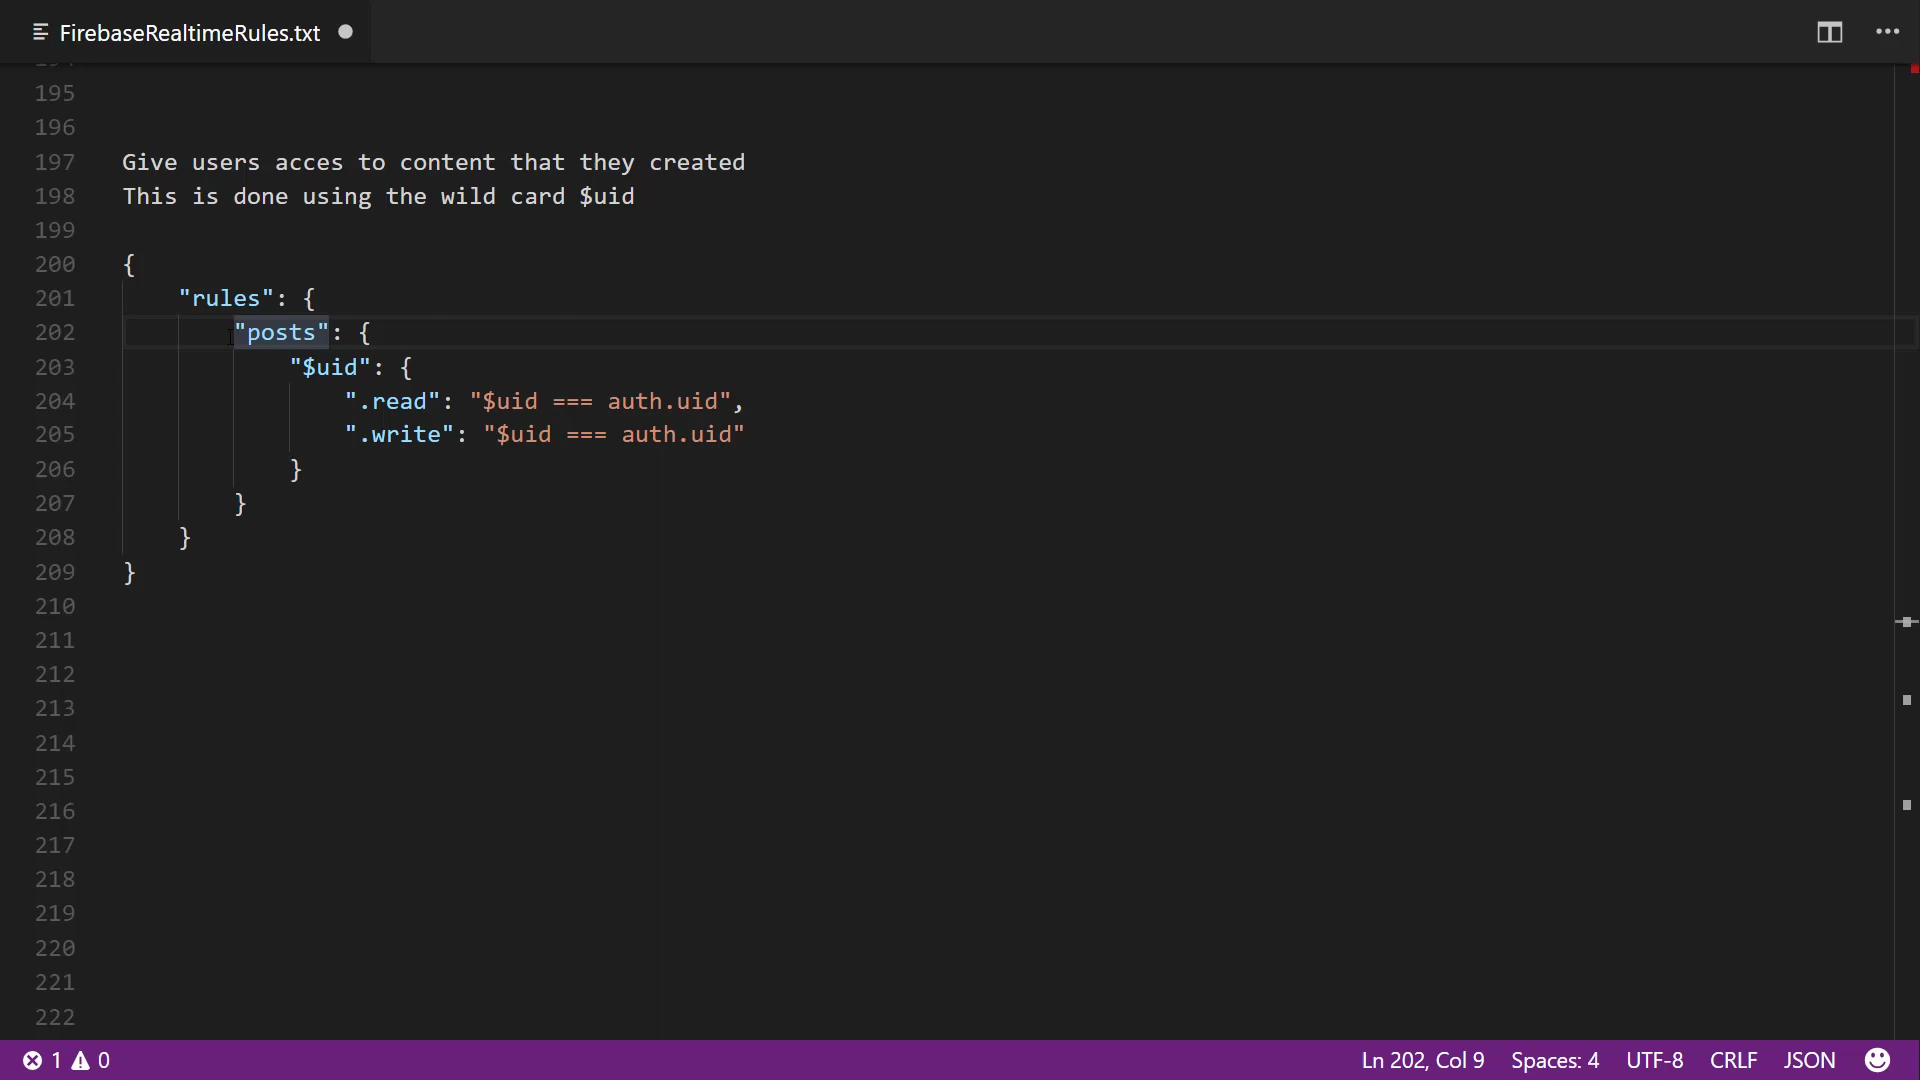 FirebaseRealtimeRules.txt
195
196
197 Give users acces to content that they created
198 This is done using the wild card $uid
199
200 {
201 "rules": {
202 "posts": {
203 "$uid": {
204 ".read": "$uid === auth.uid",
205 ".write": "$uid === auth.uid"
206 }
207 }
208 }
209 }
210
211
212
213
214
215
216
217
218
219
220
221
222
1 0 Ln 202, Col 9 Spaces: 4 UTF-8 CRLF JSON